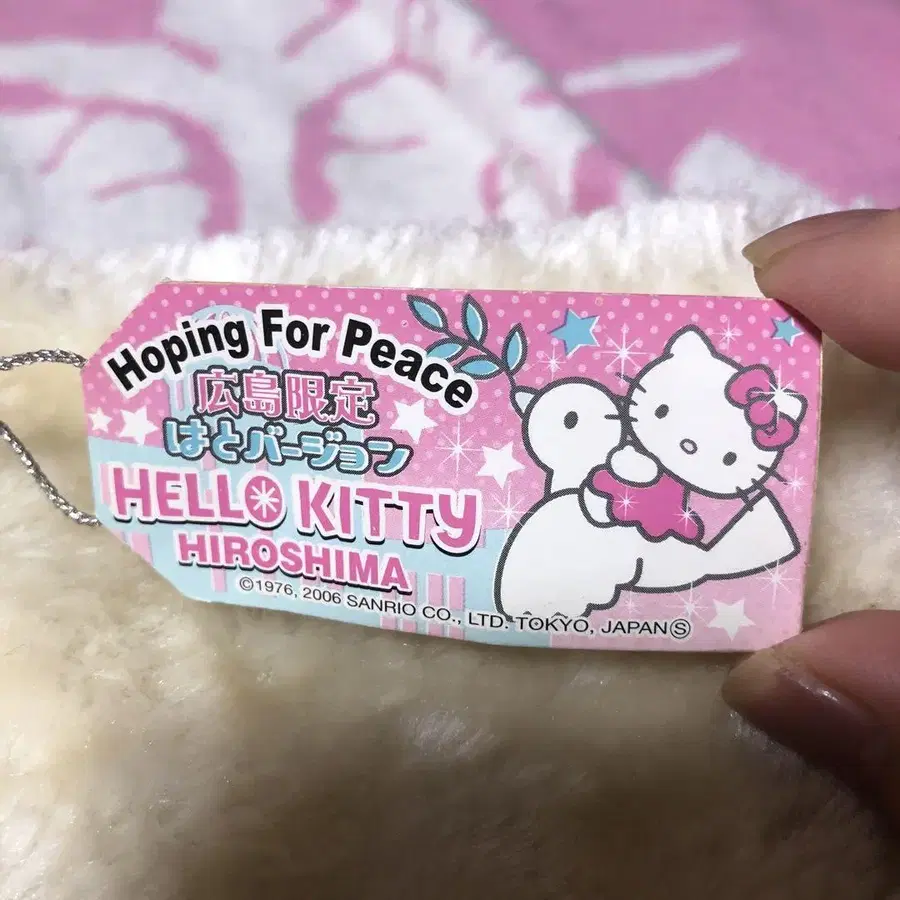 Hoping For Peace
広島限定
はとバージョン
HELLO KITTY
HIROSHIMA
©1976, 2006 SANRIO CO., LTD. TOKYO, JAPAN Ⓢ